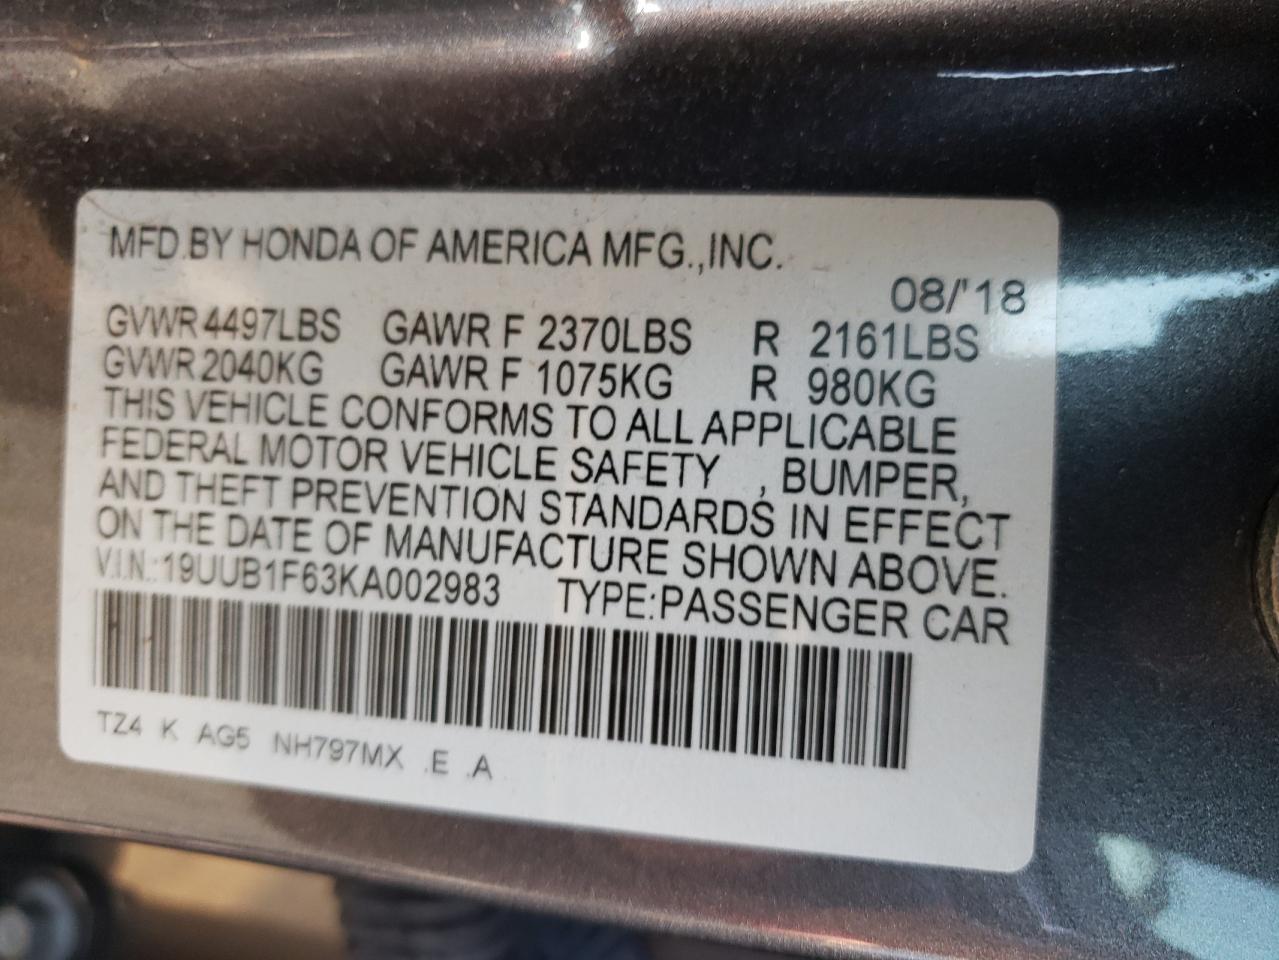 MFD.BY HONDA OF AMERICA MFG.,INC.
08/'18
GVWR 4497LBS GAWR F 2370LBS R 2161LBS
GVWR 2040KG GAWR F 1075KG R 980KG
THIS VEHICLE CONFORMS TO ALL APPLICABLE
FEDERAL MOTOR VEHICLE SAFETY , BUMPER,
AND THEFT PREVENTION STANDARDS IN EFFECT
ON THE DATE OF MANUFACTURE SHOWN ABOVE.
V.I.N.:19UUB1F63KA002983 TYPE:PASSENGER CAR
TZ4 K AG5 NH797MX .E .A